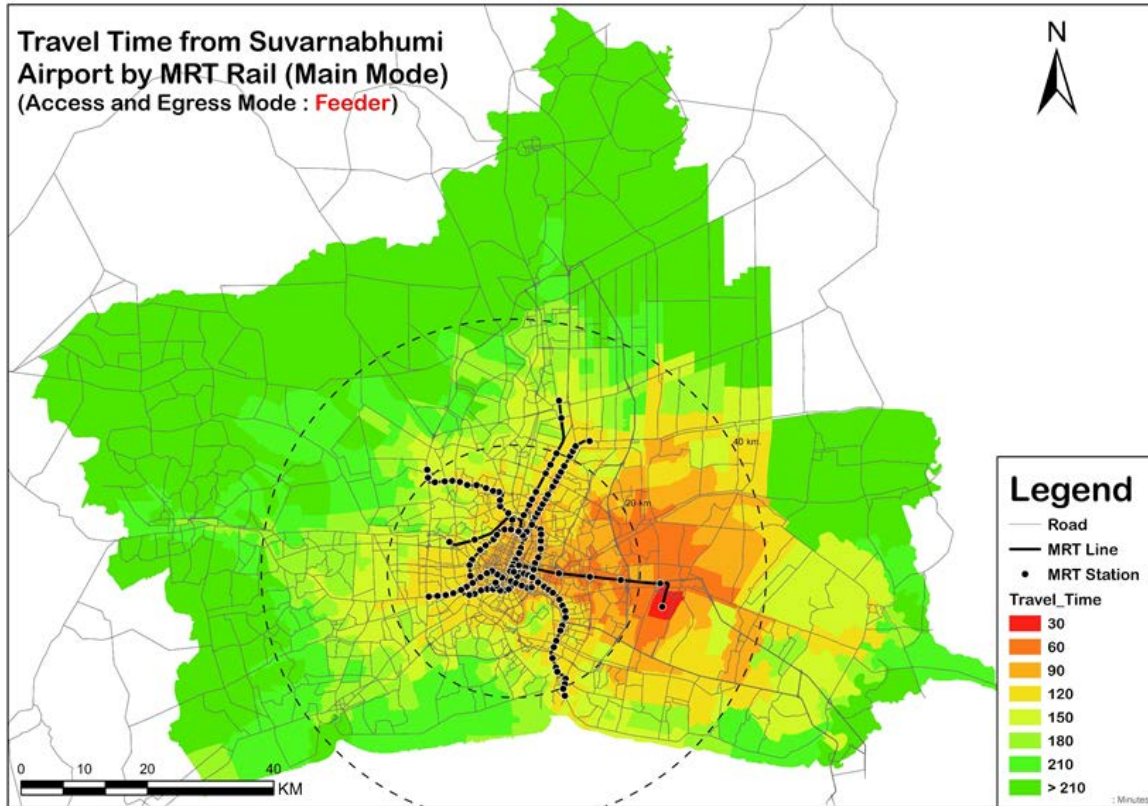 Travel Time from Suvarnabhumi
Airport by MRT Rail (Main Mode)
(Access and Egress Mode : Feeder)
N
40 km.
20 km
Legend
Road
MRT Line
MRT Station
Travel_Time
30
60
90
120
150
180
210
> 210
: Minutes
0 10 20 40
KM